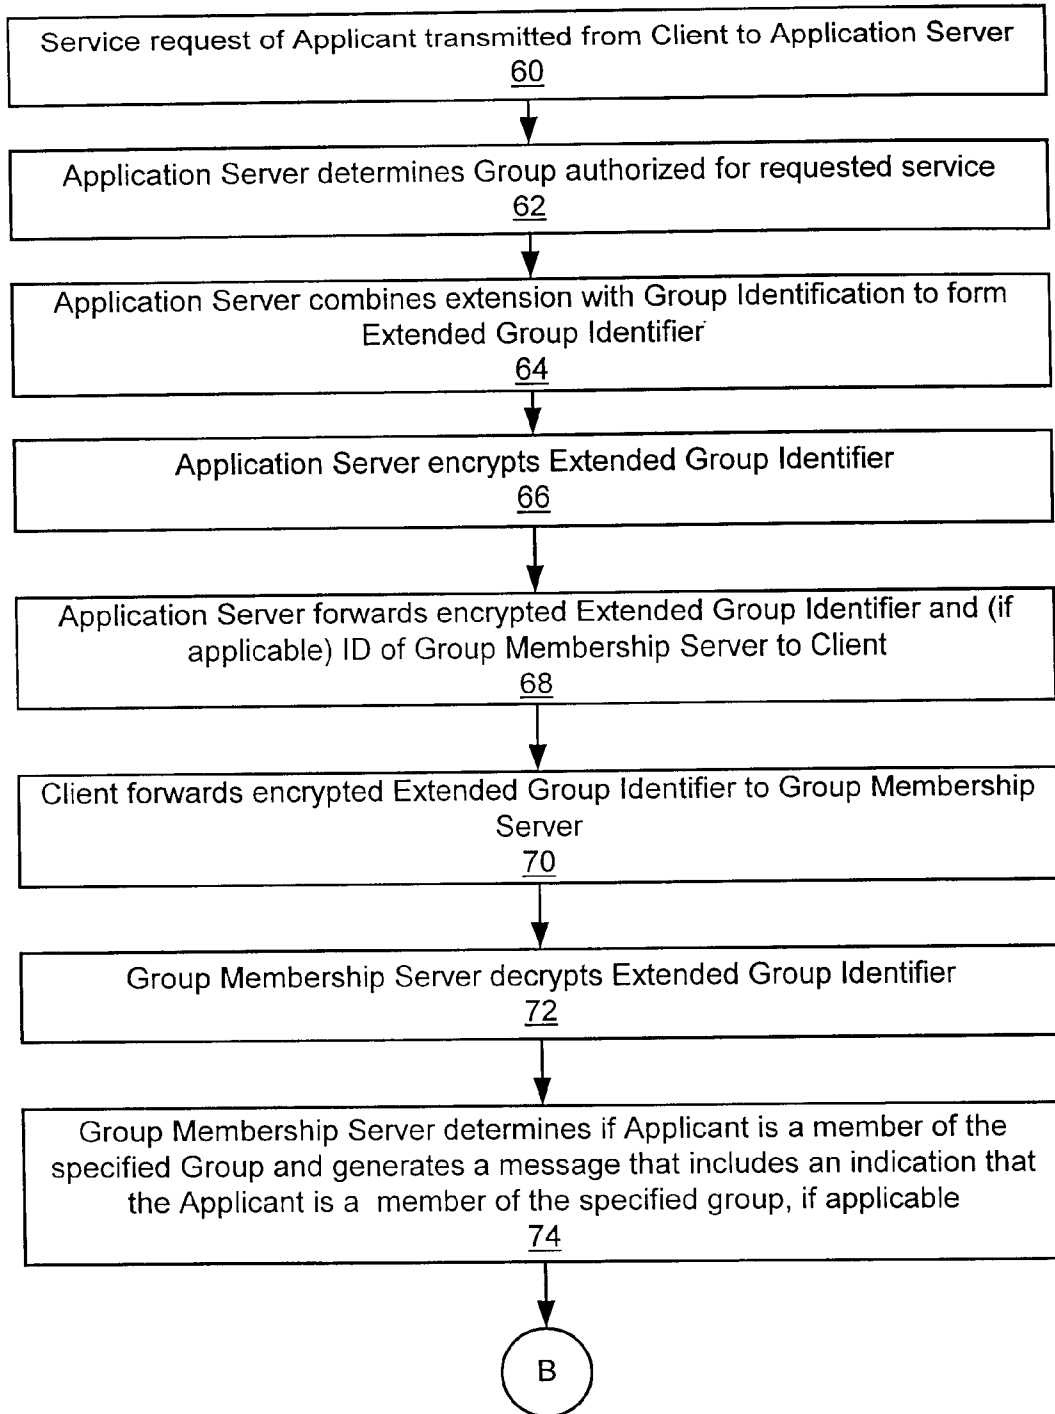 Service request of Applicant transmitted from Client to Application Server
60
Application Server determines Group authorized for requested service
62
Application Server combines extension with Group Identification to form
Extended Group Identifier
64
Application Server encrypts Extended Group Identifier
66
Application Server forwards encrypted Extended Group Identifier and (if
applicable) ID of Group Membership Server to Client
68
Client forwards encrypted Extended Group Identifier to Group Membership
Server
70
Group Membership Server decrypts Extended Group Identifier
72
Group Membership Server determines if Applicant is a member of the
specified Group and generates a message that includes an indication that
the Applicant is a member of the specified group, if applicable
74
B